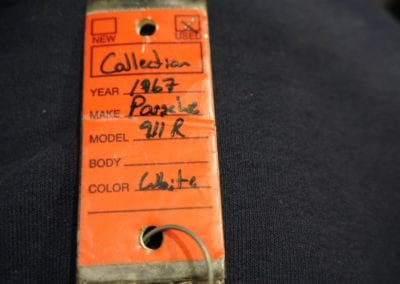 NEW USED
Collection
YEAR 1967
MAKE Porsche
MODEL 911 R
BODY
COLOR White